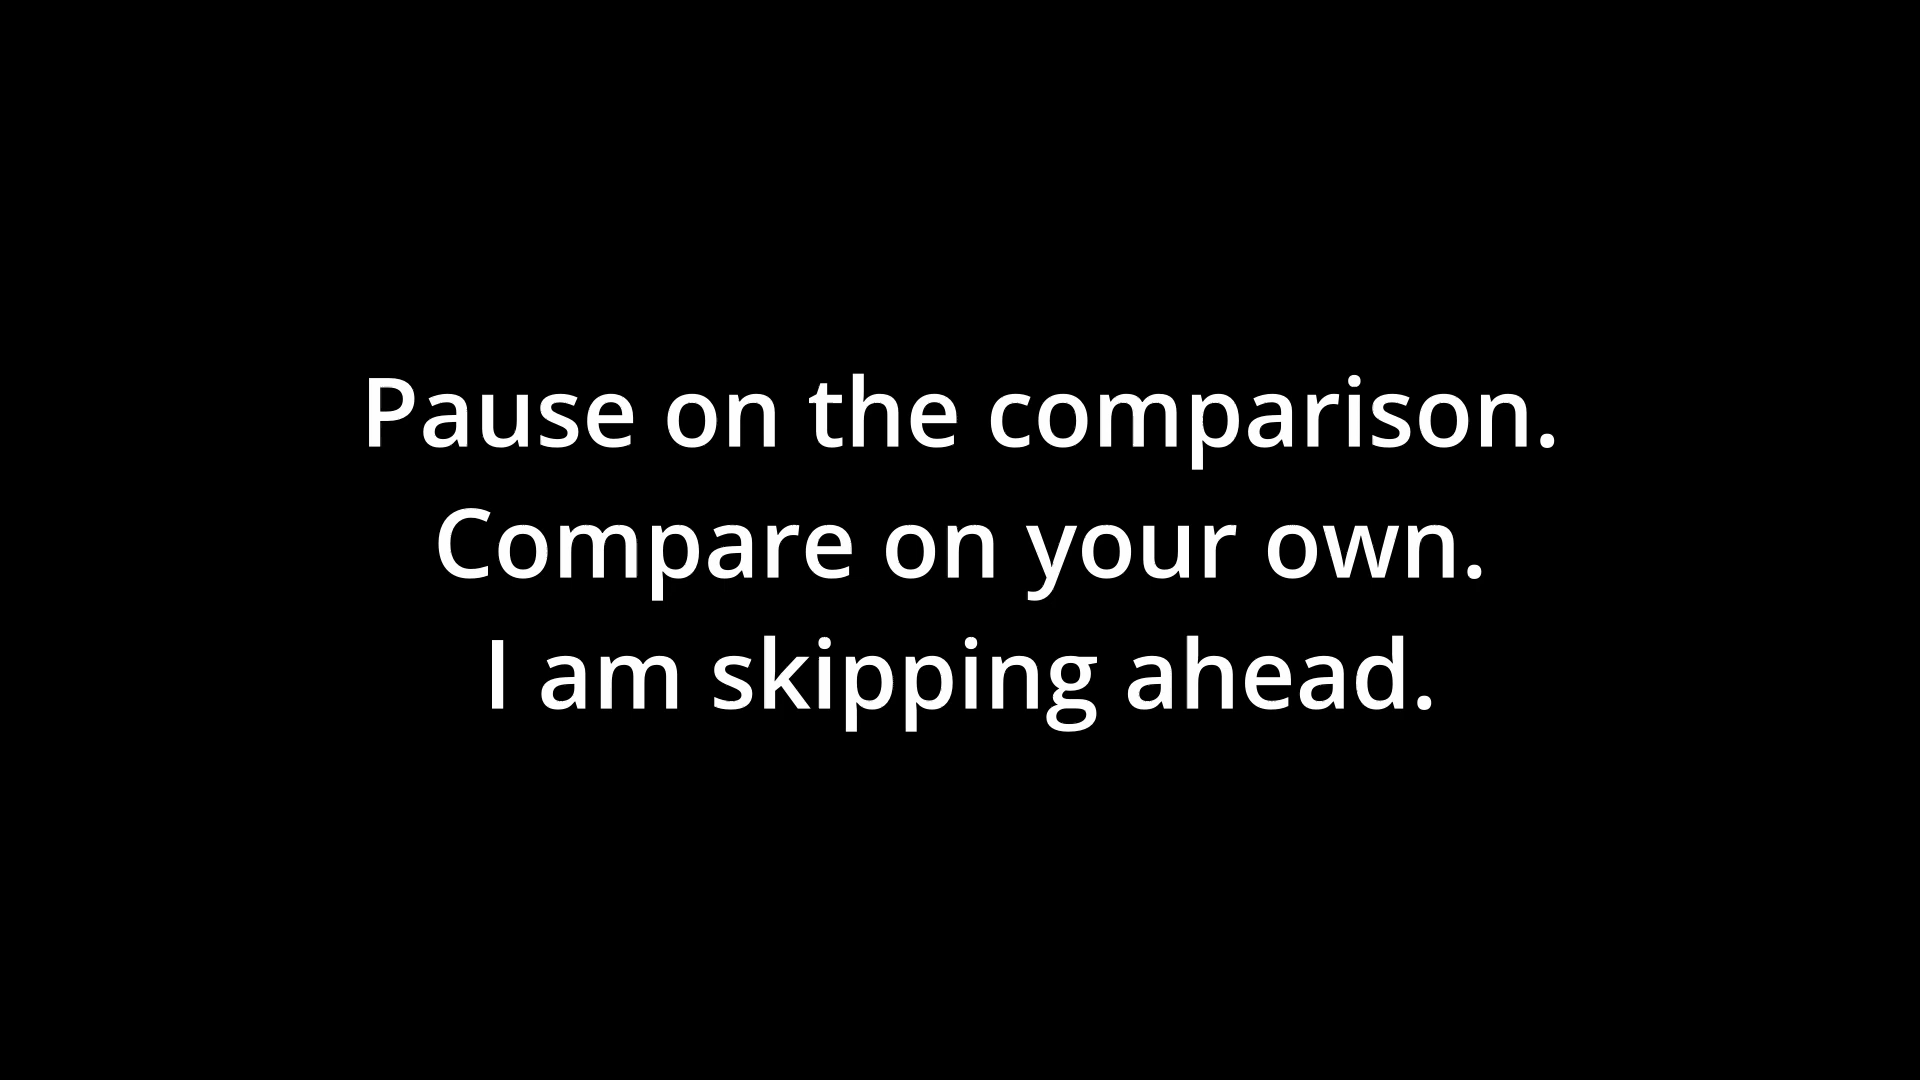 Pause on the comparison.
Compare on your own.
I am skipping ahead.